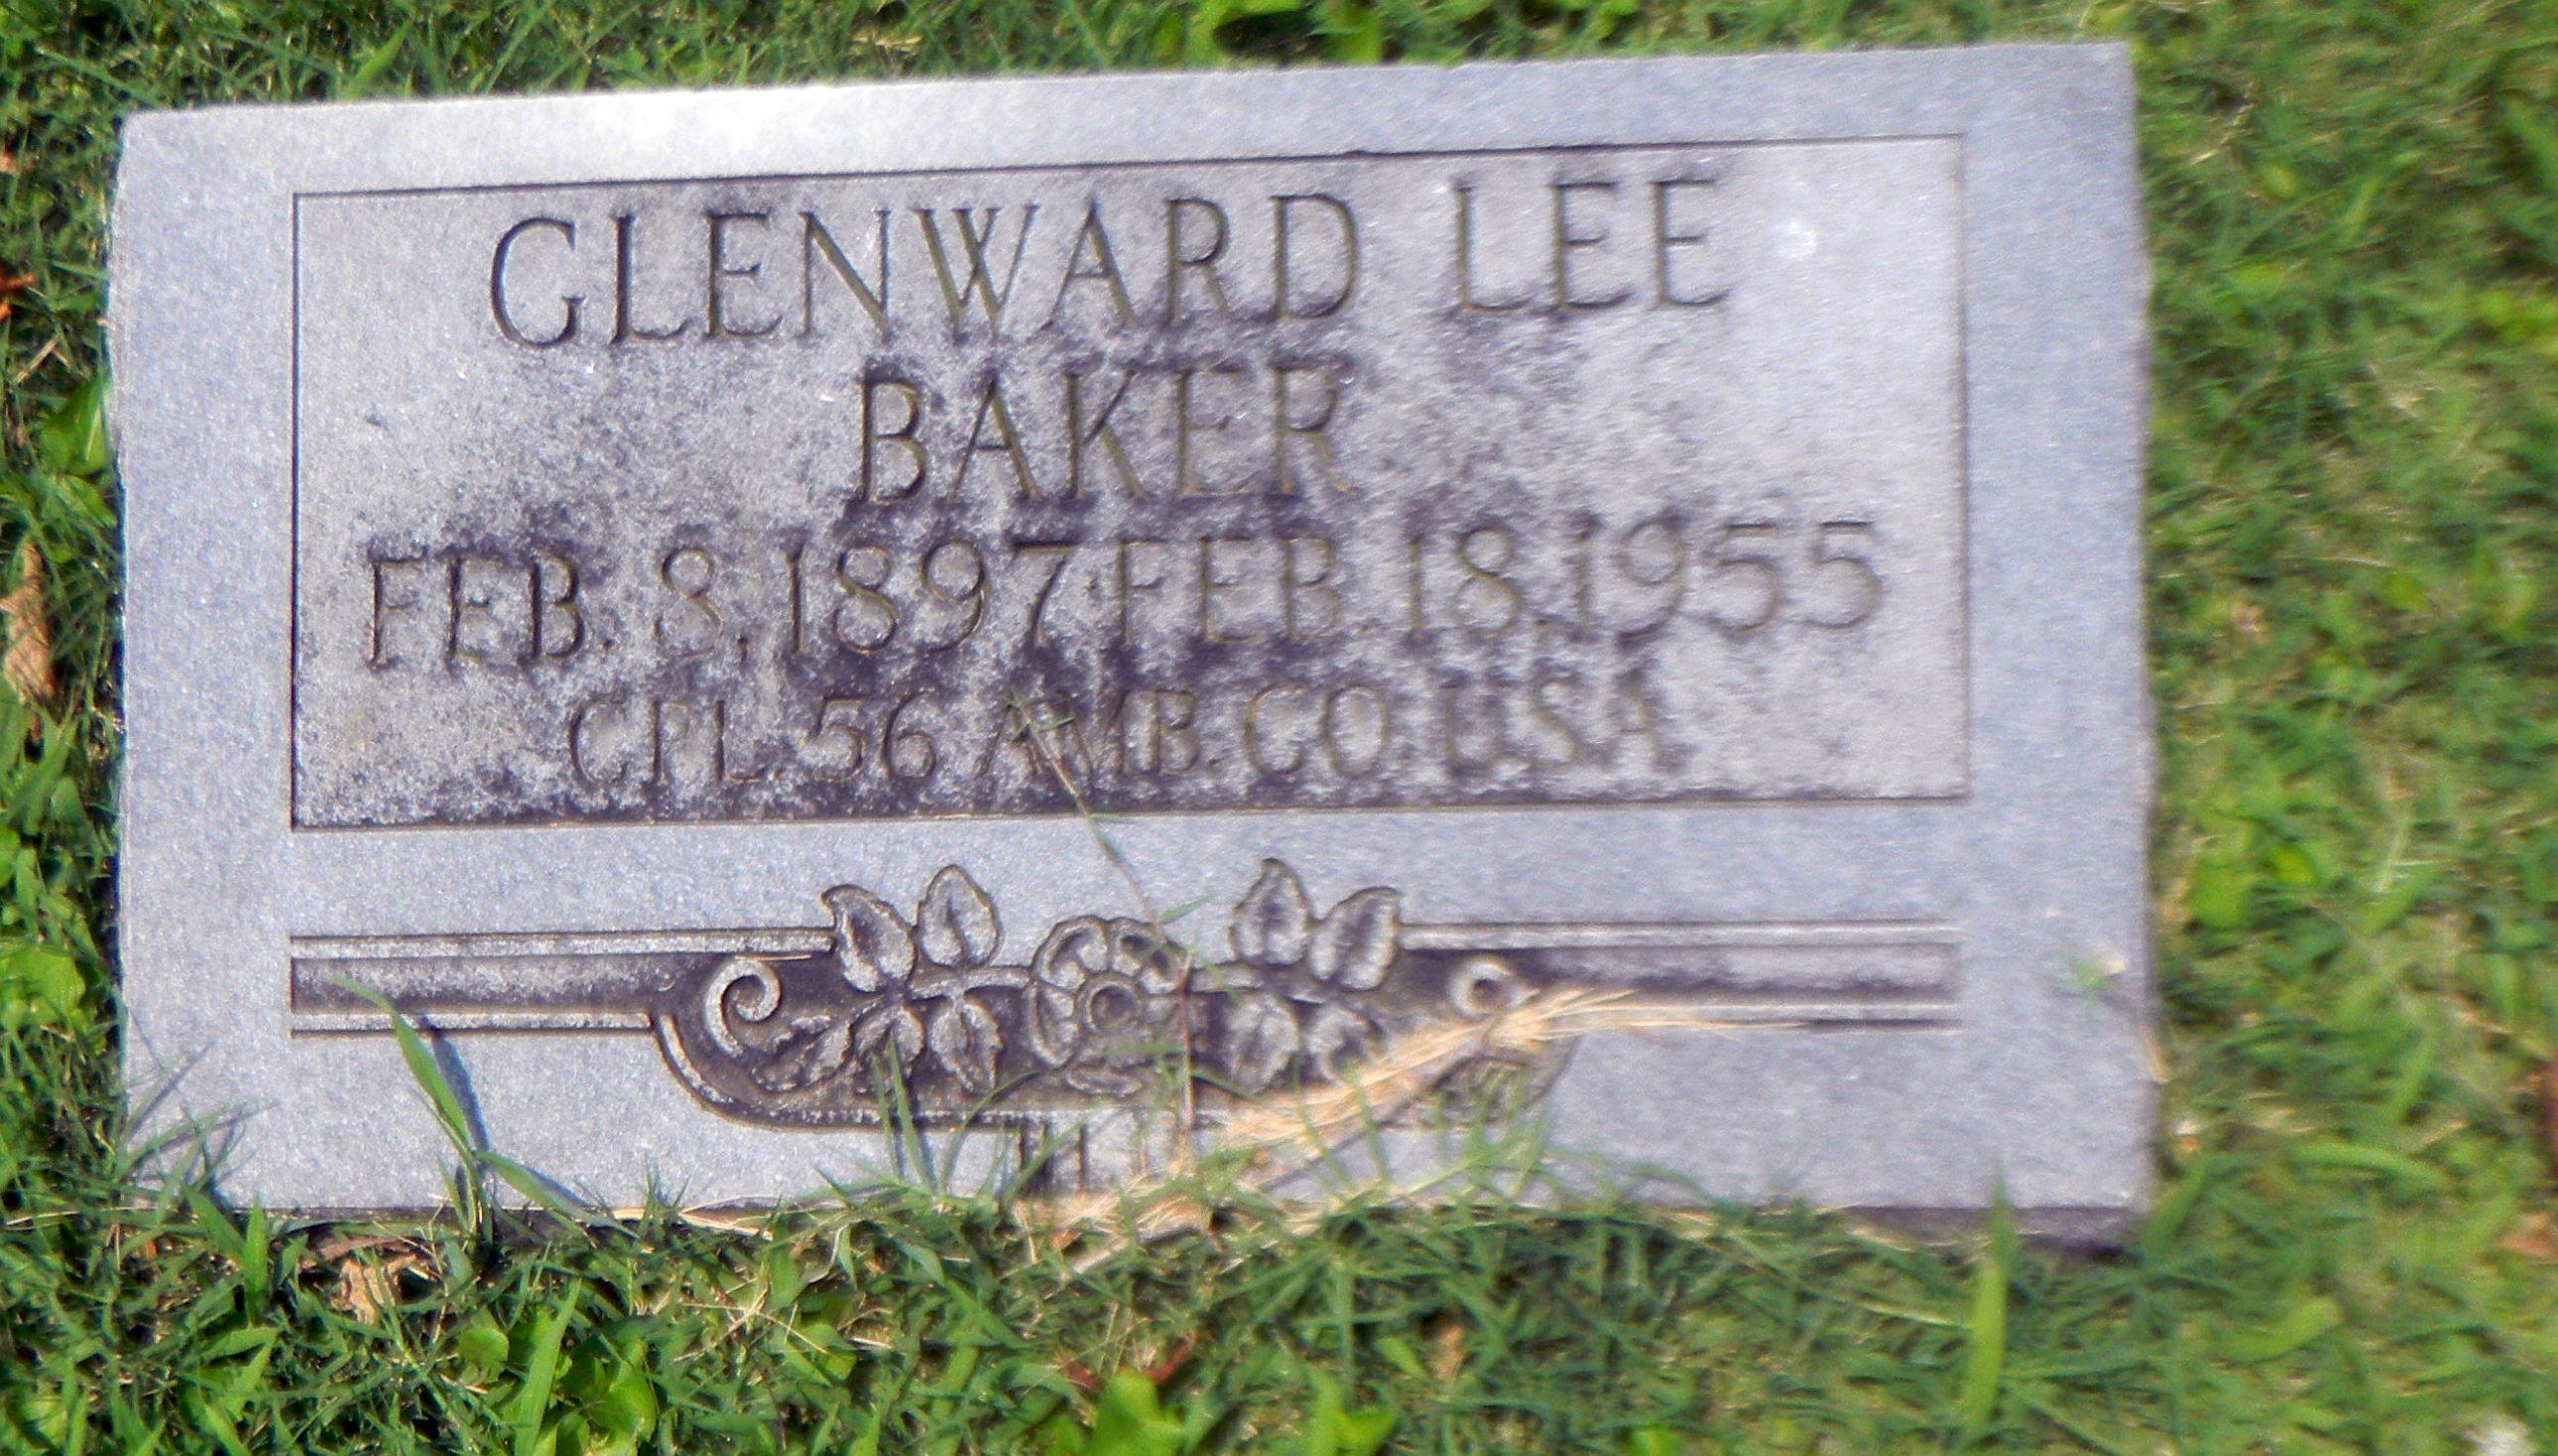 GLENWARD LEE
BAKER
FEB. 8, 1897·FEB. 18, 1955
CPL. 56 AMB. CO. U.S.A